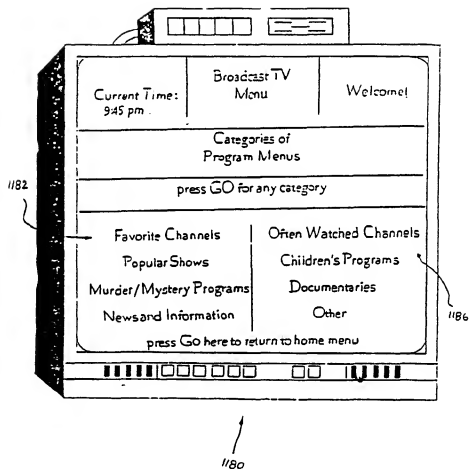 Current Time:
9:45 pm
Broadcast TV
Menu
Welcome!
Categories of
Program Menus
press GO for any category
1182
Favorite Channels
Popular Shows
Murder/Mystery Programs
News and Information
Often Watched Channels
Children's Programs
Documentaries
Other
1186
press Go here to return to home menu
1180